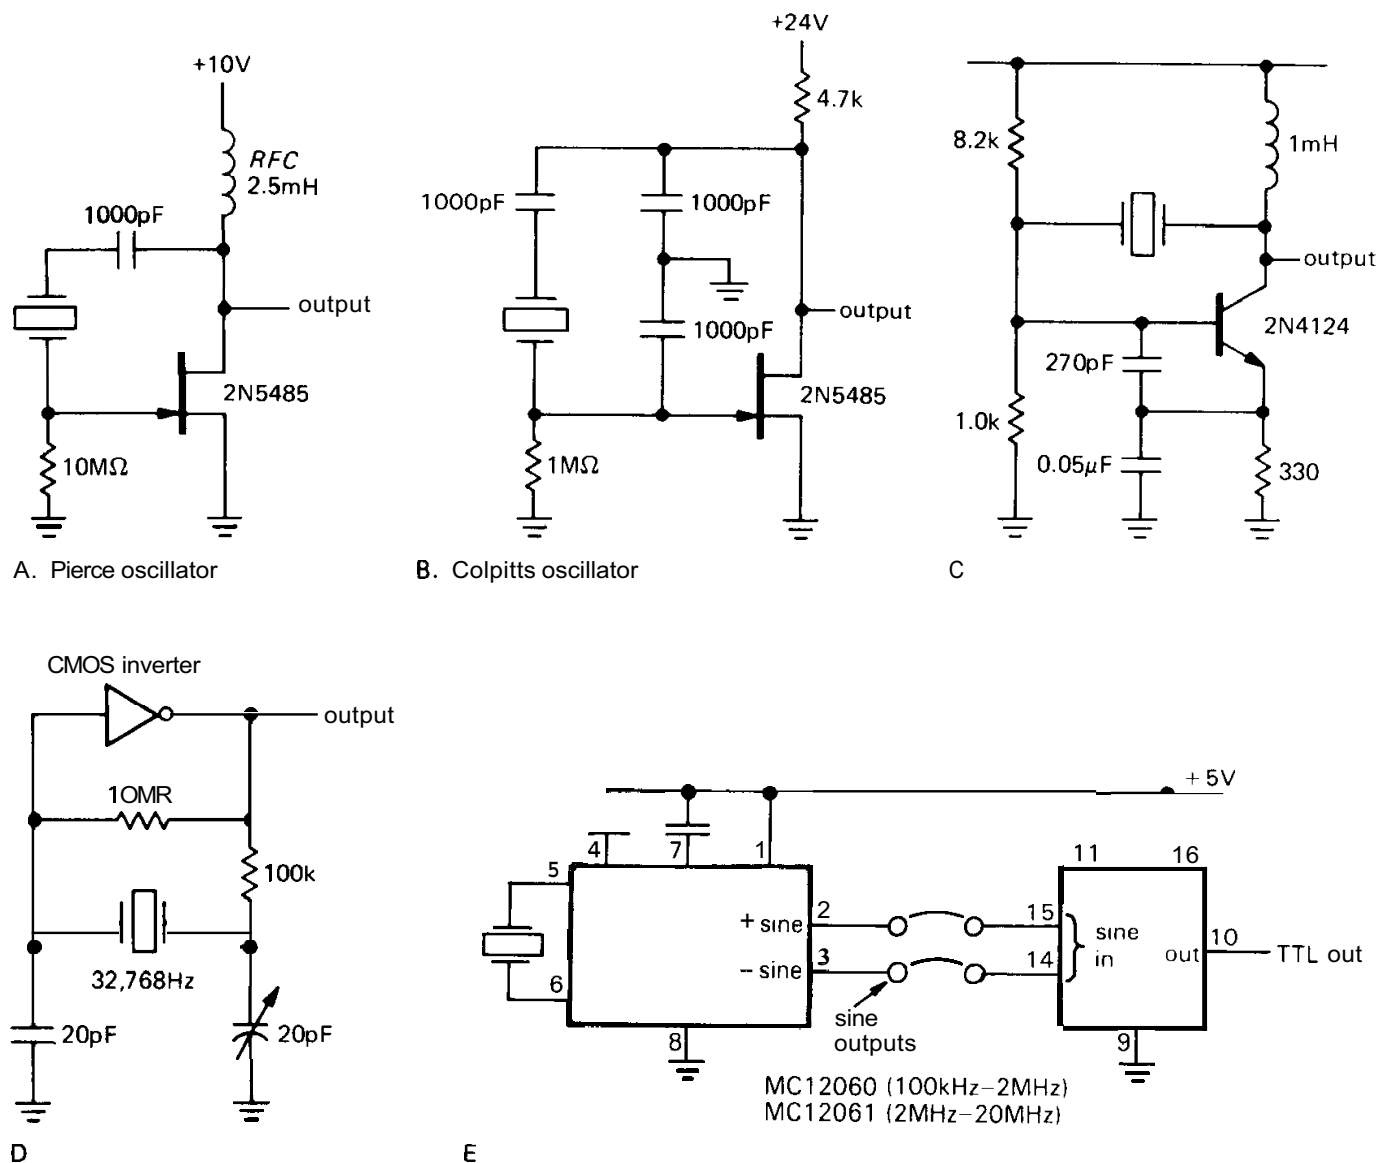 +10V
RFC
2.5mH
1000pF
output
2N5485
10MΩ
A. Pierce oscillator
+24V
4.7k
1000pF
1000pF
1000pF
output
2N5485
1MΩ
B. Colpitts oscillator
8.2k
1mH
output
2N4124
270pF
1.0k
0.05μF
330
C
CMOS inverter
output
10MR
100k
32,768Hz
20pF
20pF
D
+5V
4
7
1
5
6
8
+ sine
2
− sine
3
sine
outputs
11
16
15
14
sine
in
out
10
TTL out
9
MC12060 (100kHz–2MHz)
MC12061 (2MHz–20MHz)
E